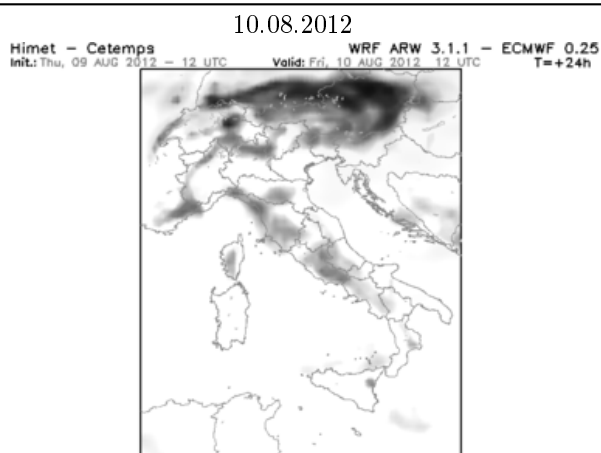 10.08.2012
Himet – Cetemps WRF ARW 3.1.1 – ECMWF 0.25
Init.: Thu, 09 AUG 2012 – 12 UTC Valid: Fri, 10 AUG 2012 12 UTC T=+24h